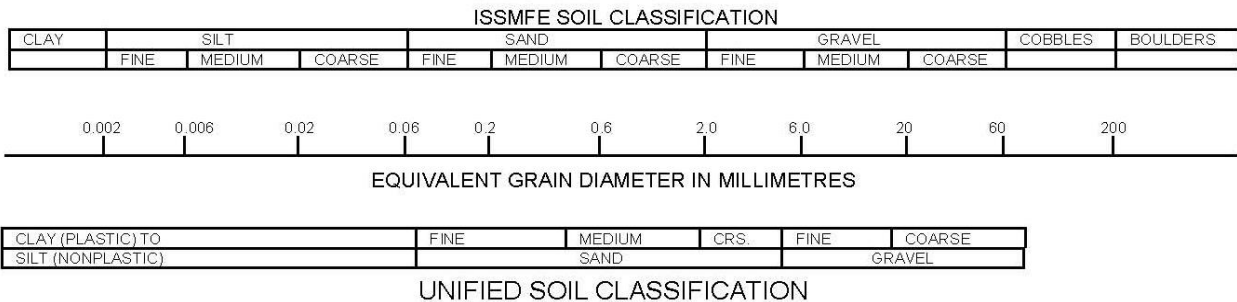 ISSMFE SOIL CLASSIFICATION
CLAY SILT SAND GRAVEL COBBLES BOULDERS
FINE MEDIUM COARSE FINE MEDIUM COARSE FINE MEDIUM COARSE
0.002 0.006 0.02 0.06 0.2 0.6 2.0 6.0 20 60 200
EQUIVALENT GRAIN DIAMETER IN MILLIMETRES
CLAY (PLASTIC) TO FINE MEDIUM CRS. FINE COARSE
SILT (NONPLASTIC) SAND GRAVEL
UNIFIED SOIL CLASSIFICATION